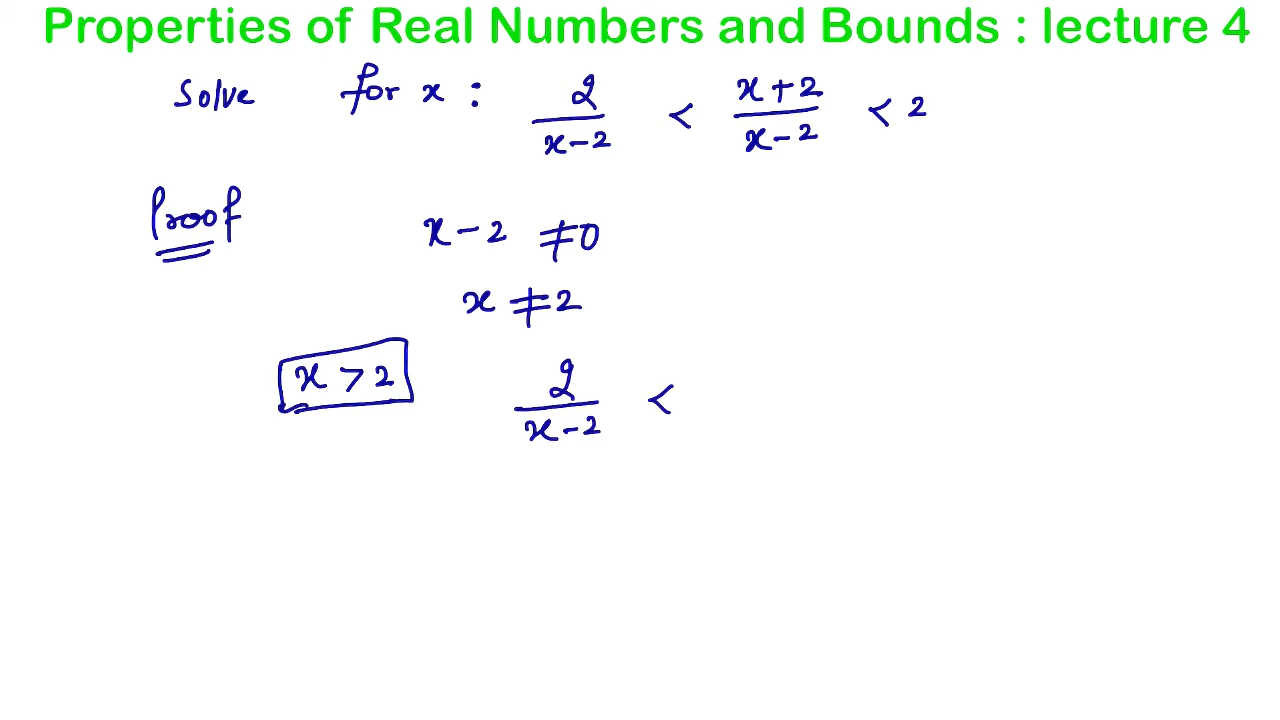 Properties of Real Numbers and Bounds : lecture 4
Solve for x : 2/(x-2) < (x+2)/(x-2) < 2
Proof x-2 ≠0
x ≠2
x > 2 2/(x-2) <